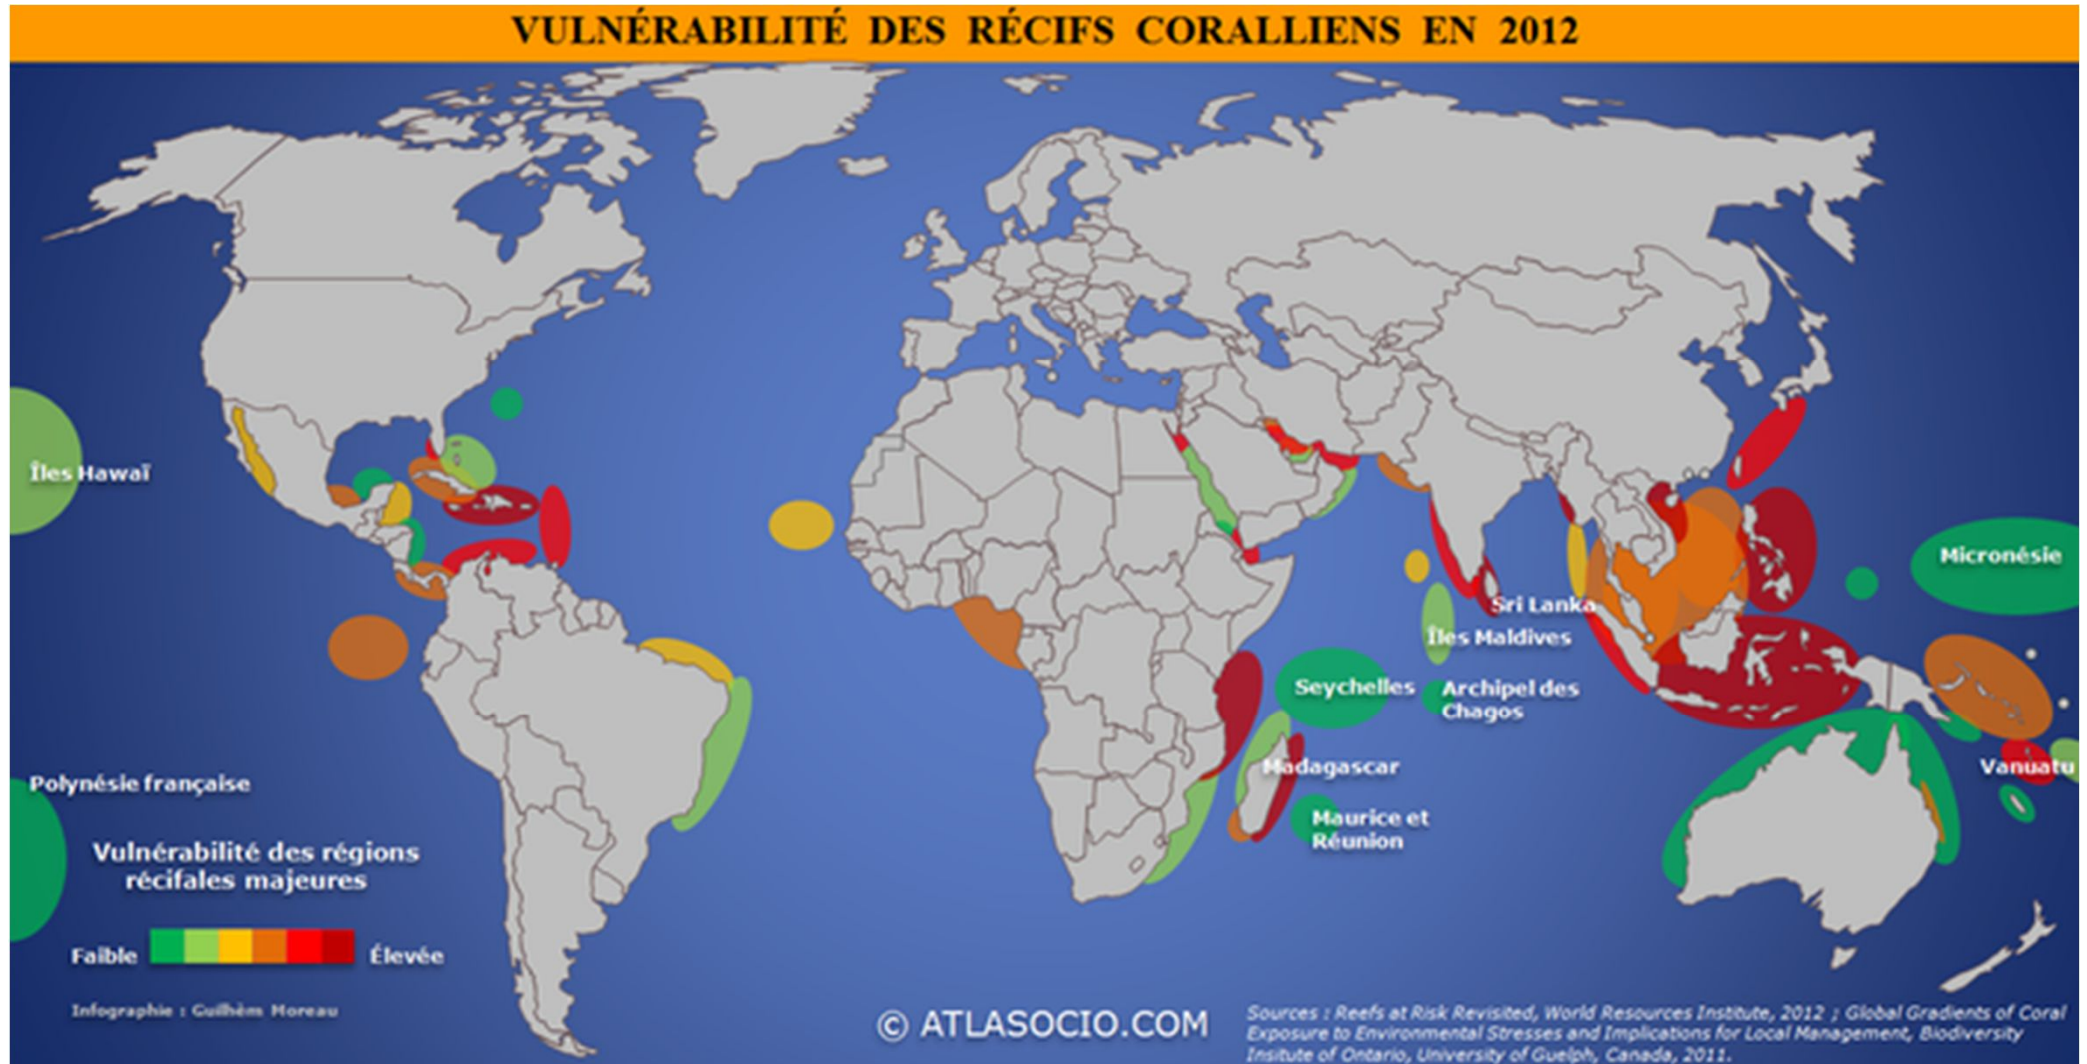 VULNÉRABILITÉ DES RÉCIFS CORALLIENS EN 2012
Îles Hawaï
Micronésie
Sri Lanka
Îles Maldives
Seychelles
Archipel des
Chagos
Madagascar
Vanuatu
Polynésie française
Maurice et
Réunion
Vulnérabilité des régions
récifales majeures
Faible
Élevée
Infographie : Guilhèm Moreau
© ATLASOCIO.COM
Sources : Reefs at Risk Revisited, World Resources Institute, 2012 ; Global Gradients of Coral
Exposure to Environmental Stresses and Implications for Local Management, Biodiversity
Insitute of Ontario, University of Guelph, Canada, 2011.